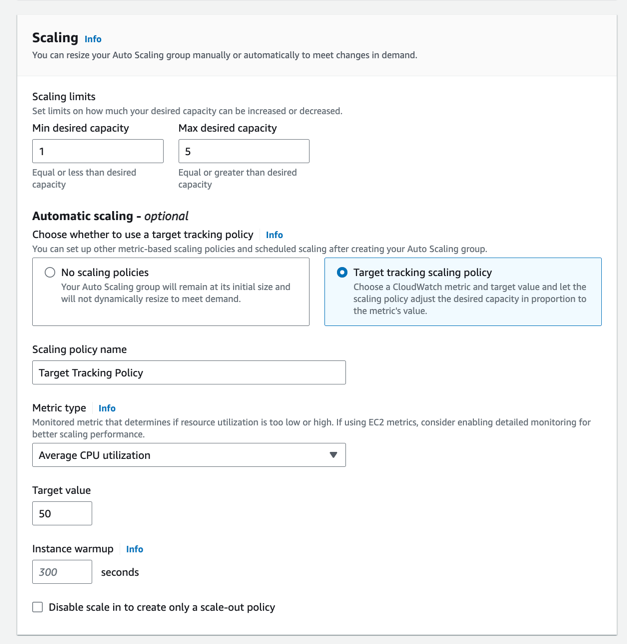 Scaling Info
You can resize your Auto Scaling group manually or automatically to meet changes in demand.
Scaling limits
Set limits on how much your desired capacity can be increased or decreased.
Min desired capacity
Max desired capacity
1
5
Equal or less than desired
capacity
Equal or greater than desired
capacity
Automatic scaling - optional
Choose whether to use a target tracking policy Info
You can set up other metric-based scaling policies and scheduled scaling after creating your Auto Scaling group.
No scaling policies
Your Auto Scaling group will remain at its initial size and
will not dynamically resize to meet demand.
Target tracking scaling policy
Choose a CloudWatch metric and target value and let the
scaling policy adjust the desired capacity in proportion to
the metric's value.
Scaling policy name
Target Tracking Policy
Metric type Info
Monitored metric that determines if resource utilization is too low or high. If using EC2 metrics, consider enabling detailed monitoring for
better scaling performance.
Average CPU utilization
Target value
50
Instance warmup Info
300 seconds
Disable scale in to create only a scale-out policy